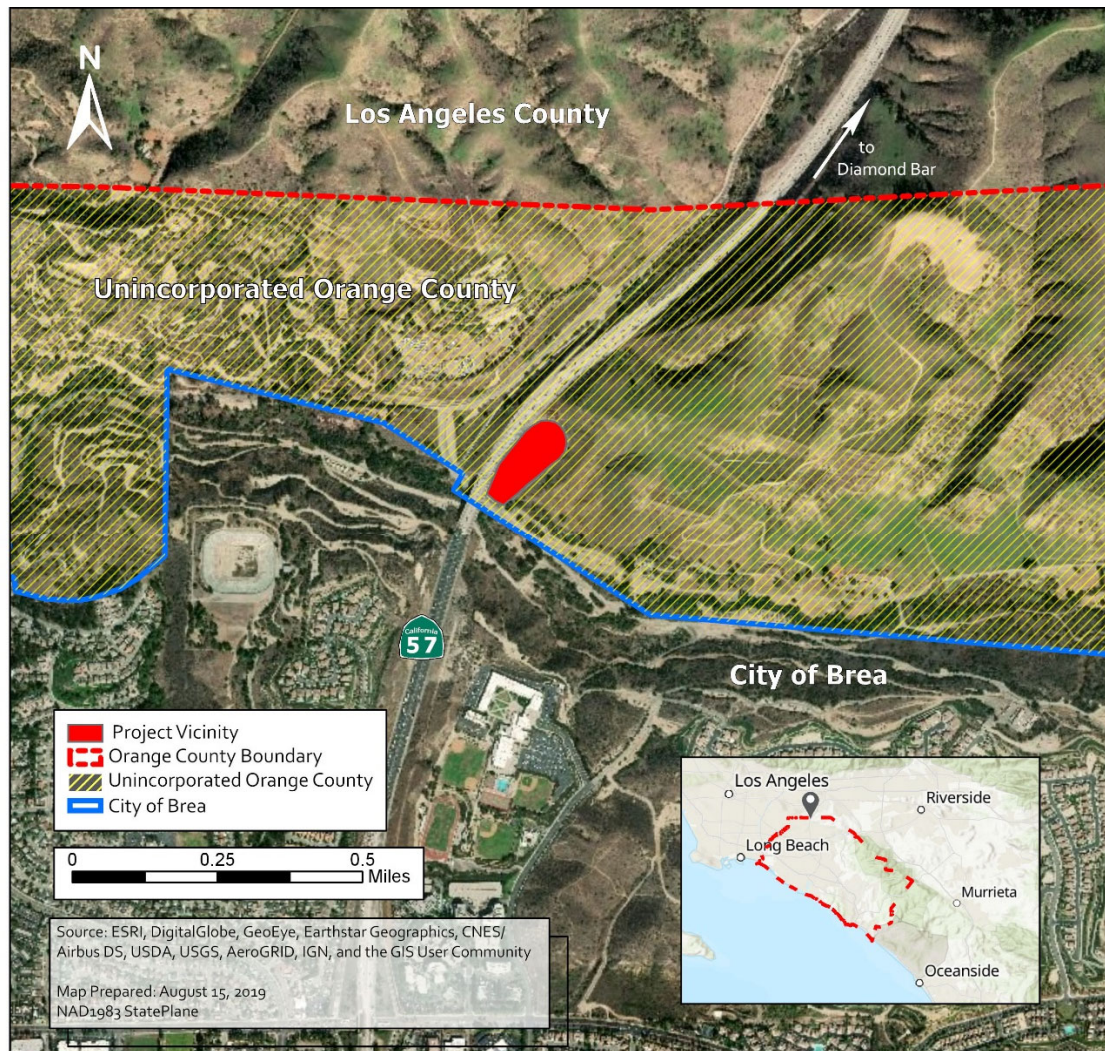 N
Los Angeles County
to
Diamond Bar
Unincorporated Orange County
California
57
City of Brea
Project Vicinity
Orange County Boundary
Unincorporated Orange County
City of Brea
0 0.25 0.5
Miles
Los Angeles
Riverside
Long Beach
Murrieta
Oceanside
Source: ESRI, DigitalGlobe, GeoEye, Earthstar Geographics, CNES/
Airbus DS, USDA, USGS, AeroGRID, IGN, and the GIS User Community
Map Prepared: August 15, 2019
NAD1983 StatePlane